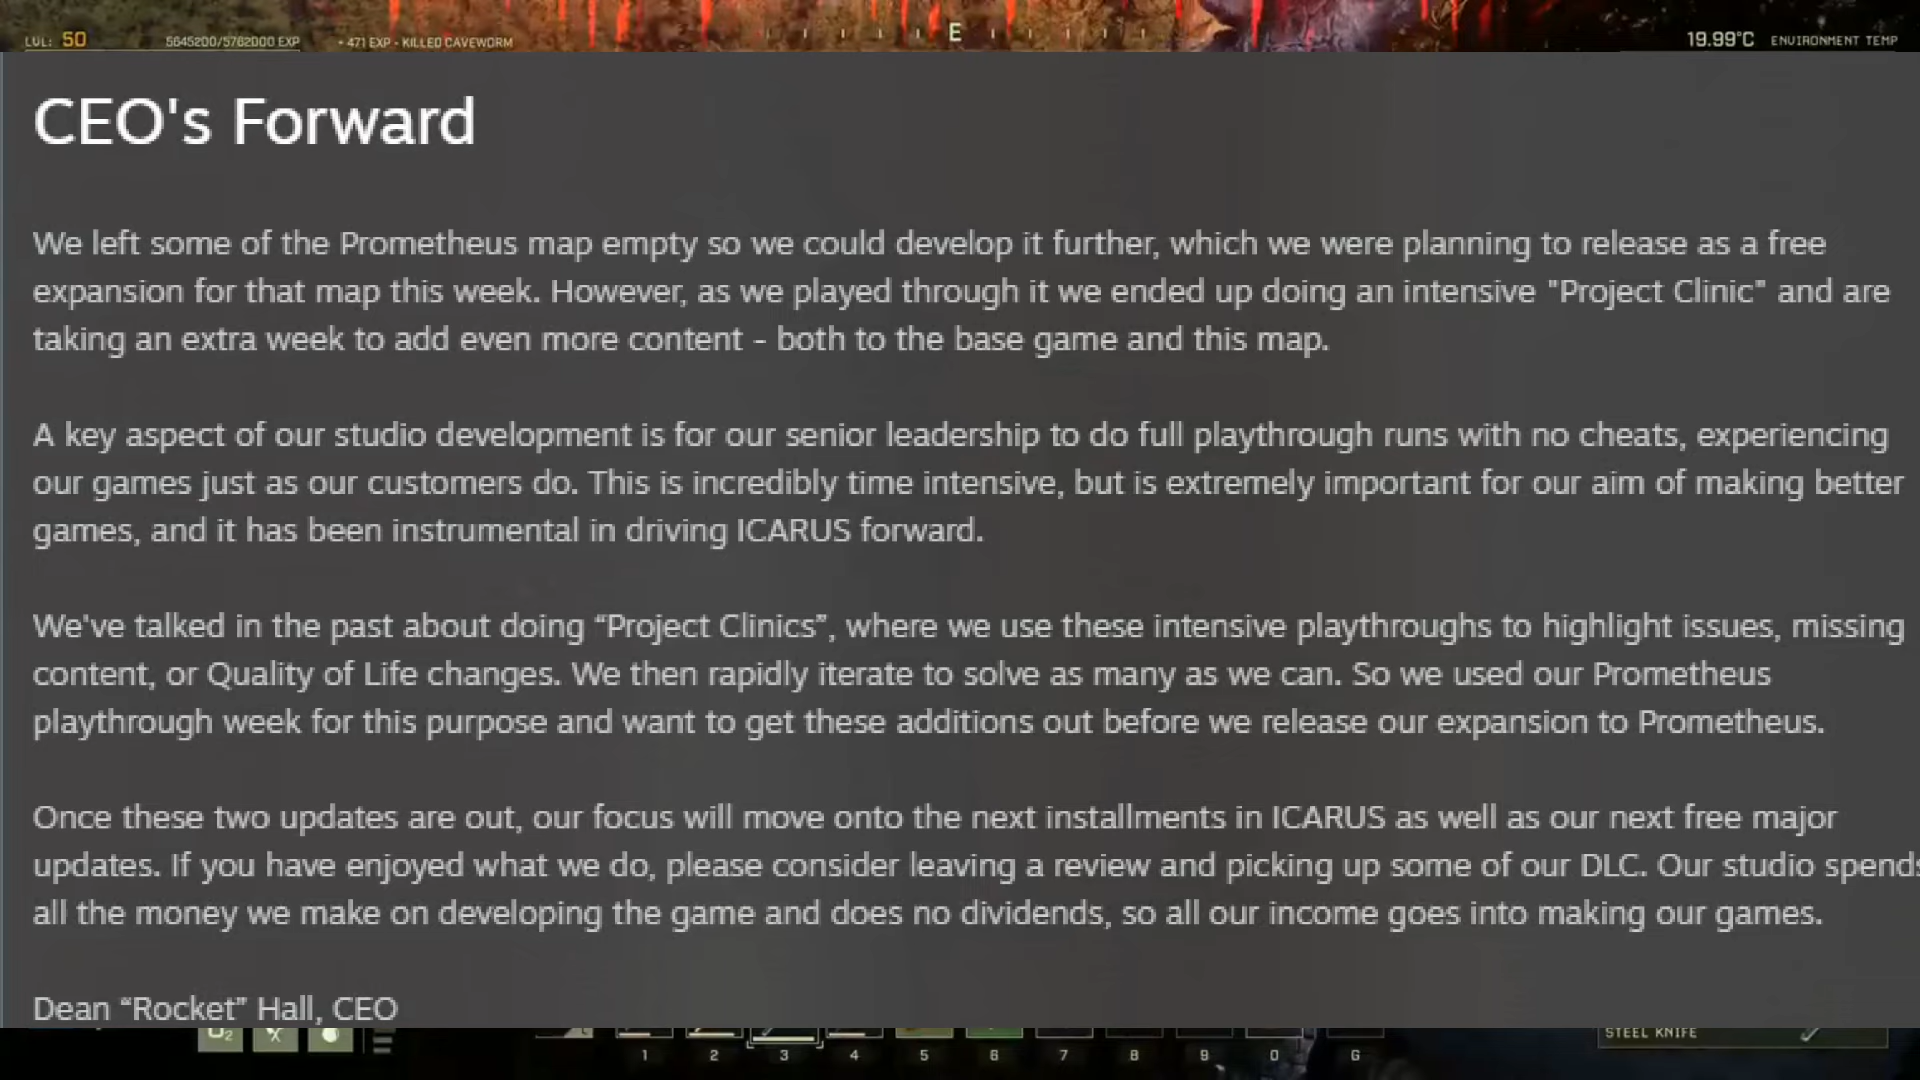 LVL: 50 5645200/5762000 EXP + 471 EXP - KILLED CAVEWORM E 19.99°C ENVIRONMENT TEMP
CEO's Forward
We left some of the Prometheus map empty so we could develop it further, which we were planning to release as a free
expansion for that map this week. However, as we played through it we ended up doing an intensive "Project Clinic" and are
taking an extra week to add even more content - both to the base game and this map.
A key aspect of our studio development is for our senior leadership to do full playthrough runs with no cheats, experiencing
our games just as our customers do. This is incredibly time intensive, but is extremely important for our aim of making better
games, and it has been instrumental in driving ICARUS forward.
We've talked in the past about doing “Project Clinics”, where we use these intensive playthroughs to highlight issues, missing
content, or Quality of Life changes. We then rapidly iterate to solve as many as we can. So we used our Prometheus
playthrough week for this purpose and want to get these additions out before we release our expansion to Prometheus.
Once these two updates are out, our focus will move onto the next installments in ICARUS as well as our next free major
updates. If you have enjoyed what we do, please consider leaving a review and picking up some of our DLC. Our studio spends
all the money we make on developing the game and does no dividends, so all our income goes into making our games.
Dean “Rocket” Hall, CEO
O2 STEEL KNIFE
1 2 3 4 5 6 7 8 9 0 G